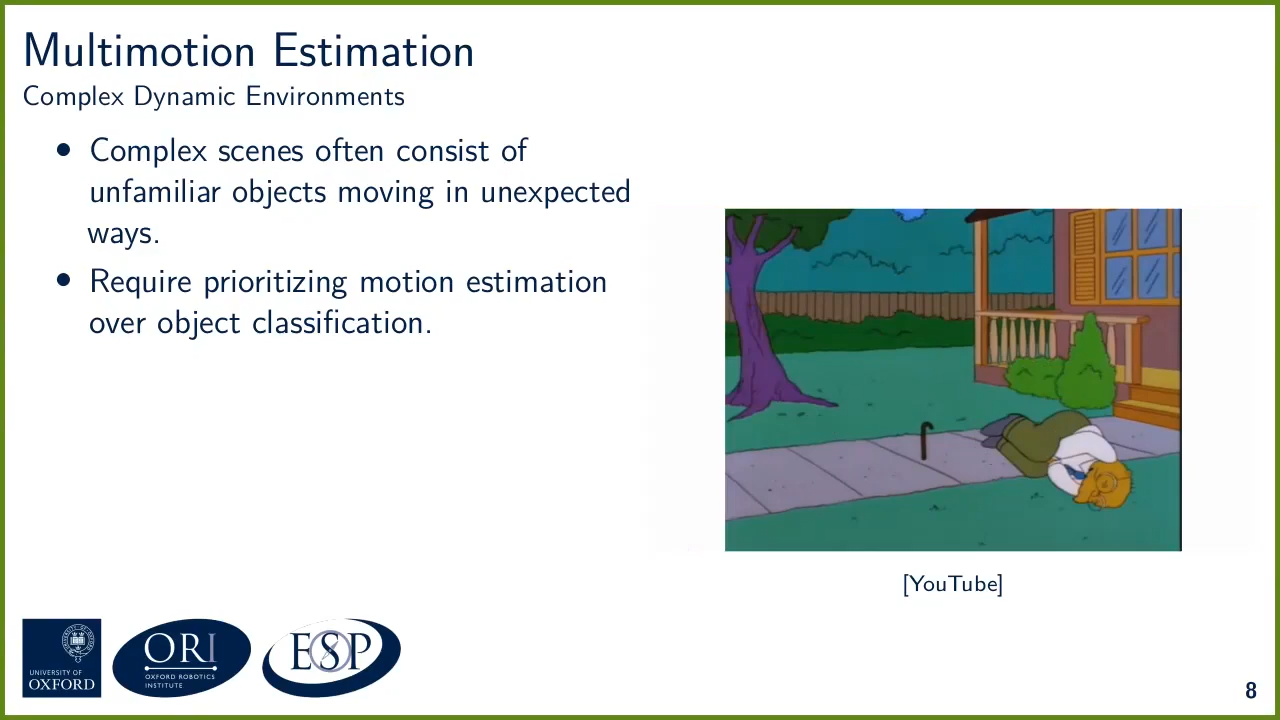 Multimotion Estimation
Complex Dynamic Environments
• Complex scenes often consist of
unfamiliar objects moving in unexpected
ways.
• Require prioritizing motion estimation
over object classification.
[YouTube]
UNIVERSITY OF
OXFORD
ORI
OXFORD ROBOTICS
INSTITUTE
ESP
8